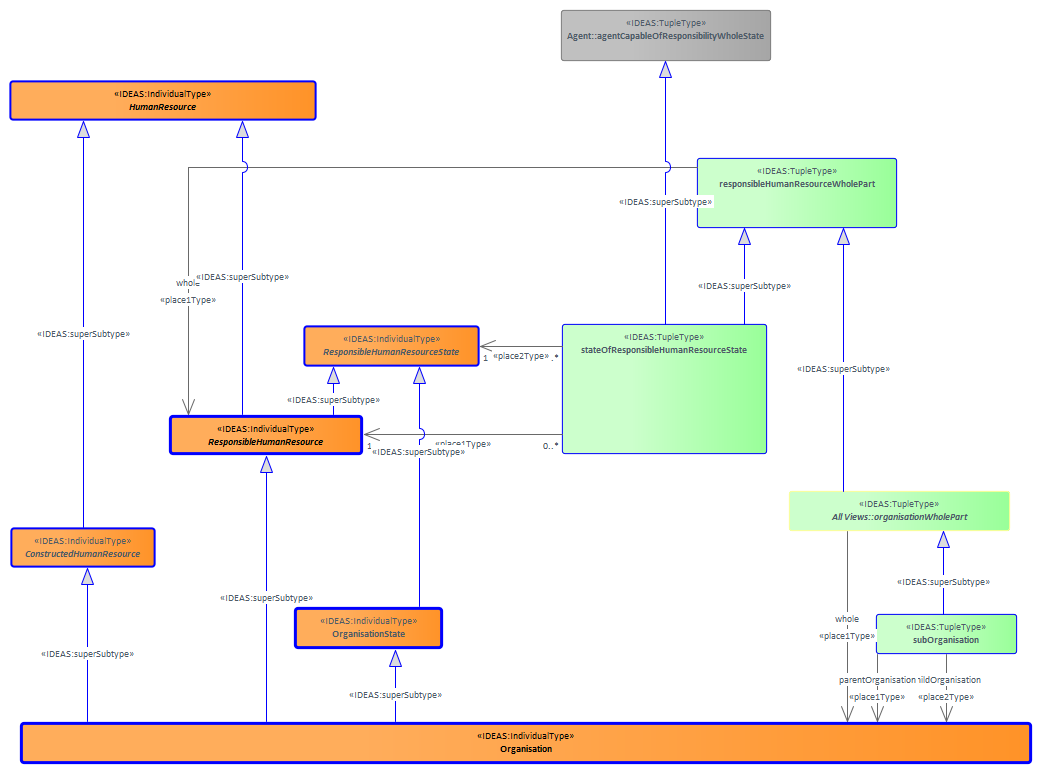 «IDEAS:TupleType»
Agent::agentCapableOfResponsibilityWholeState
«IDEAS:IndividualType»
HumanResource
«IDEAS:TupleType»
responsibleHumanResourceWholePart
«IDEAS:superSubtype»
«IDEAS:superSubtype»
whole
«place1Type»
«IDEAS:superSubtype»
«IDEAS:superSubtype»
«IDEAS:IndividualType»
ResponsibleHumanResourceState
«IDEAS:TupleType»
stateOfResponsibleHumanResourceState
1
«place2Type»
..*
«IDEAS:superSubtype»
«IDEAS:superSubtype»
«IDEAS:IndividualType»
ResponsibleHumanResource
1
«place1Type»
0..*
«IDEAS:superSubtype»
«IDEAS:TupleType»
All Views::organisationWholePart
«IDEAS:IndividualType»
ConstructedHumanResource
«IDEAS:superSubtype»
«IDEAS:superSubtype»
«IDEAS:IndividualType»
OrganisationState
whole
«place1Type»
«IDEAS:TupleType»
subOrganisation
«IDEAS:superSubtype»
«IDEAS:superSubtype»
parentOrganisation
ildOrganisation
«place1Type»
«place2Type»
«IDEAS:IndividualType»
Organisation